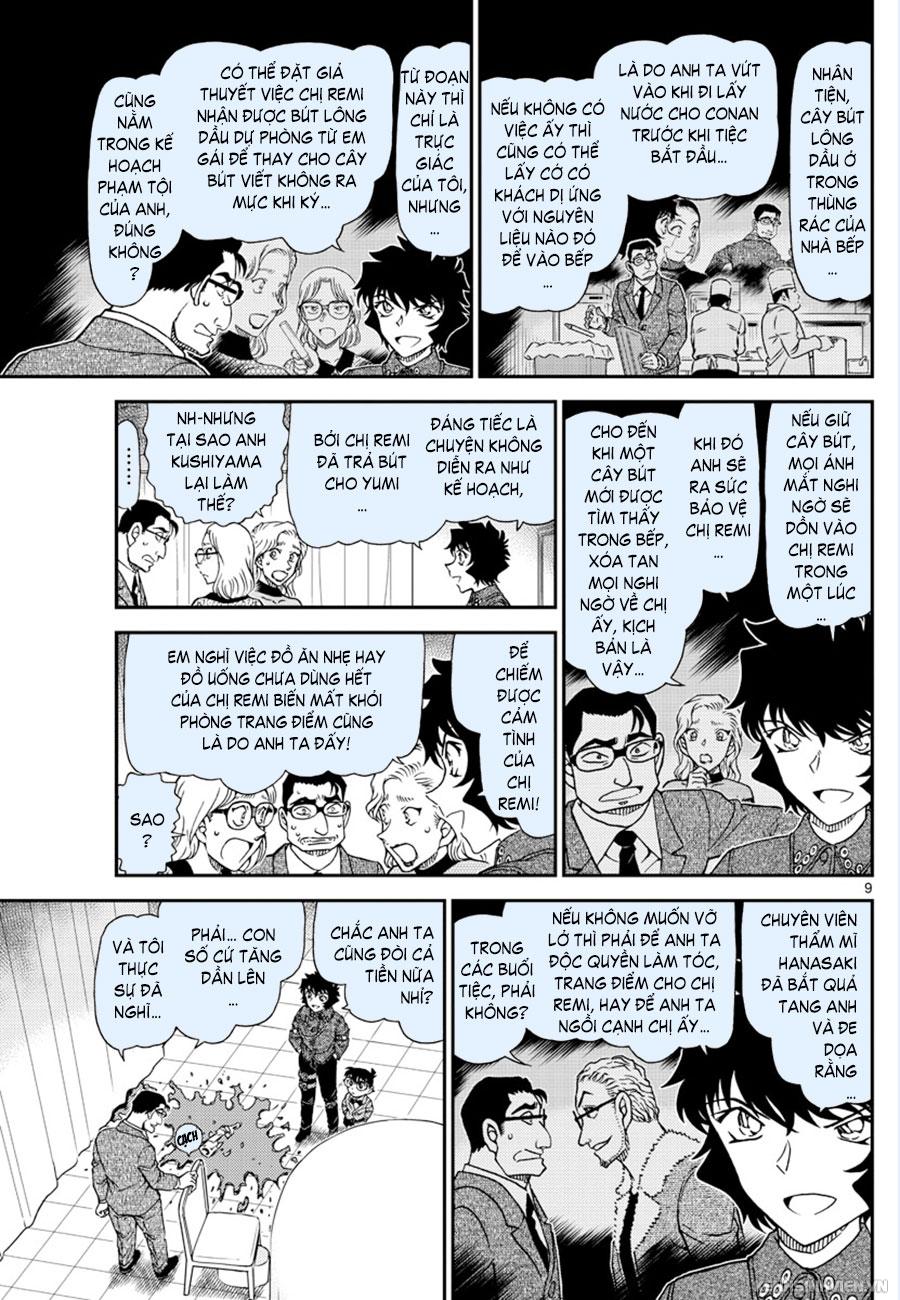 NHÂN
TIỆN,
CÂY BÚT
LÔNG
DẦU Ở
TRONG
THÙNG
RÁC CỦA
NHÀ BẾP
...
LÀ DO ANH TA VỨT
VÀO KHI ĐI LẤY
NƯỚC CHO CONAN
TRƯỚC KHI TIỆC
BẮT ĐẦU...
NẾU KHÔNG CÓ
VIỆC ẤY THÌ
CŨNG CÓ THỂ
LẤY CỚ CÓ
KHÁCH DỊ ỨNG
VỚI NGUYÊN
LIỆU NÀO ĐÓ
ĐỂ VÀO BẾP
...
TỪ ĐOẠN
NÀY THÌ
CHỈ LÀ
TRỰC
GIÁC CỦA
TÔI,
NHƯNG
...
CÓ THỂ ĐẶT GIẢ
THUYẾT VIỆC CHỊ REMI
NHẬN ĐƯỢC BÚT LÔNG
DẦU DỰ PHÒNG TỪ EM
GÁI ĐỂ THAY CHO CÂY
BÚT VIẾT KHÔNG RA
MỰC KHI KÝ...
CŨNG
NẰM
TRONG KẾ
HOẠCH
PHẠM TỘI
CỦA ANH,
ĐÚNG
KHÔNG
?
NẾU GIỮ
CÂY BÚT,
MỌI ÁNH
MẮT NGHI
NGỜ SẼ
DỒN VÀO
CHỊ REMI
TRONG
MỘT LÚC
...
KHI ĐÓ
ANH SẼ
RA SỨC
BẢO VỆ
CHỊ REMI
...
CHO ĐẾN
KHI MỘT
CÂY BÚT
MỚI ĐƯỢC
TÌM THẤY
TRONG BẾP,
XÓA TAN
MỌI NGHI
NGỜ VỀ CHỊ
ẤY, KỊCH
BẢN LÀ
VẬY...
ĐÁNG TIẾC LÀ
CHUYỆN KHÔNG
DIỄN RA NHƯ
KẾ HOẠCH,
BỞI CHỊ REMI
ĐÃ TRẢ BÚT
CHO YUMI
...
NH-NHƯNG
TẠI SAO ANH
KUSHIYAMA
LẠI LÀM
THẾ?
......
ĐỂ
CHIẾM
ĐƯỢC
CẢM
TÌNH
CỦA CHỊ
REMI!
EM NGHĨ VIỆC ĐỒ ĂN NHẸ HAY
ĐỒ UỐNG CHƯA DÙNG HẾT
CỦA CHỊ REMI BIẾN MẤT KHỎI
PHÒNG TRANG ĐIỂM CŨNG
LÀ DO ANH TA ĐẤY!
SAO
?
9
CHUYÊN VIÊN
THẨM MĨ
HANASAKI
ĐÃ BẮT QUẢ
TANG ANH
VÀ ĐE
DỌA
RẰNG
...
NẾU KHÔNG MUỐN VỠ
LỞ THÌ PHẢI ĐỂ ANH TA
ĐỘC QUYỀN LÀM TÓC,
TRANG ĐIỂM CHO CHỊ
REMI, HAY ĐỂ ANH TA
NGỒI CẠNH CHỊ ẤY...
TRONG
CÁC BUỔI
TIỆC, PHẢI
KHÔNG?
CHẮC ANH TA
CŨNG ĐÒI CẢ
TIỀN NỮA
NHỈ?
PHẢI... CON
SỐ CỨ TĂNG
DẦN LÊN
...
VÀ TÔI
THỰC
SỰ ĐÃ
NGHĨ...
CẠCH